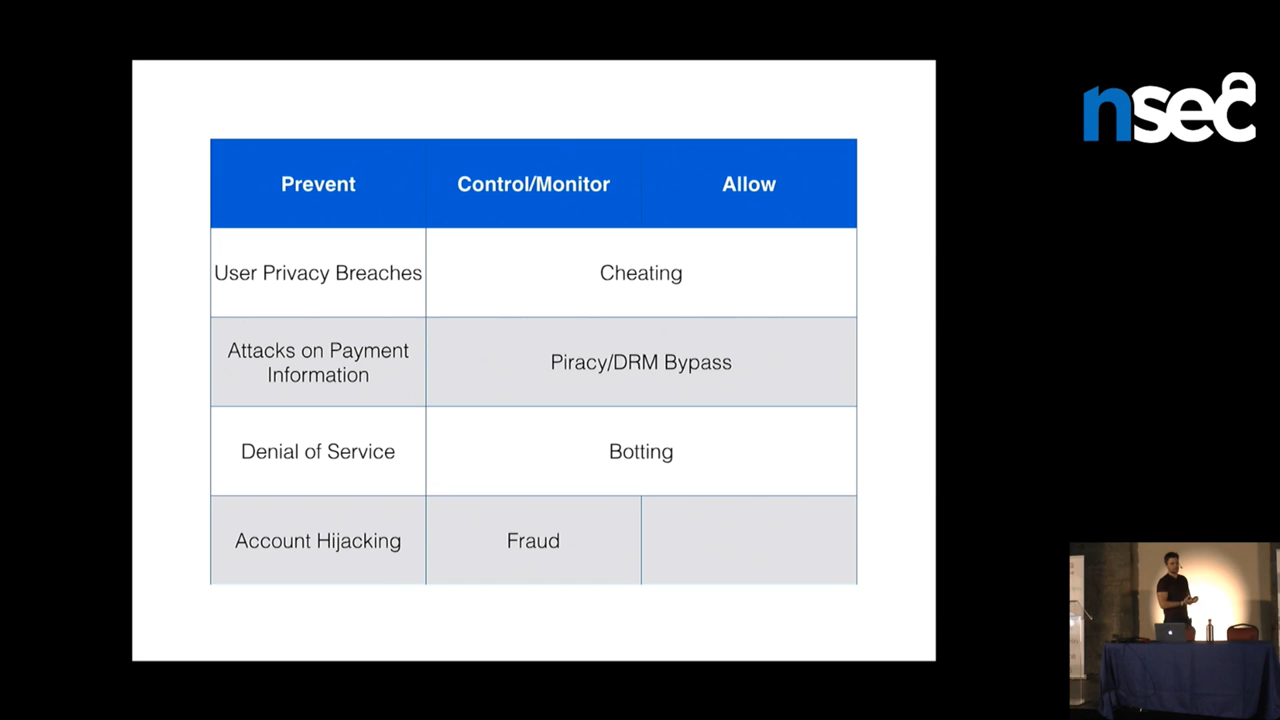 nsec
Prevent Control/Monitor Allow
User Privacy Breaches Cheating
Attacks on Payment
Information
Piracy/DRM Bypass
Denial of Service Botting
Account Hijacking Fraud